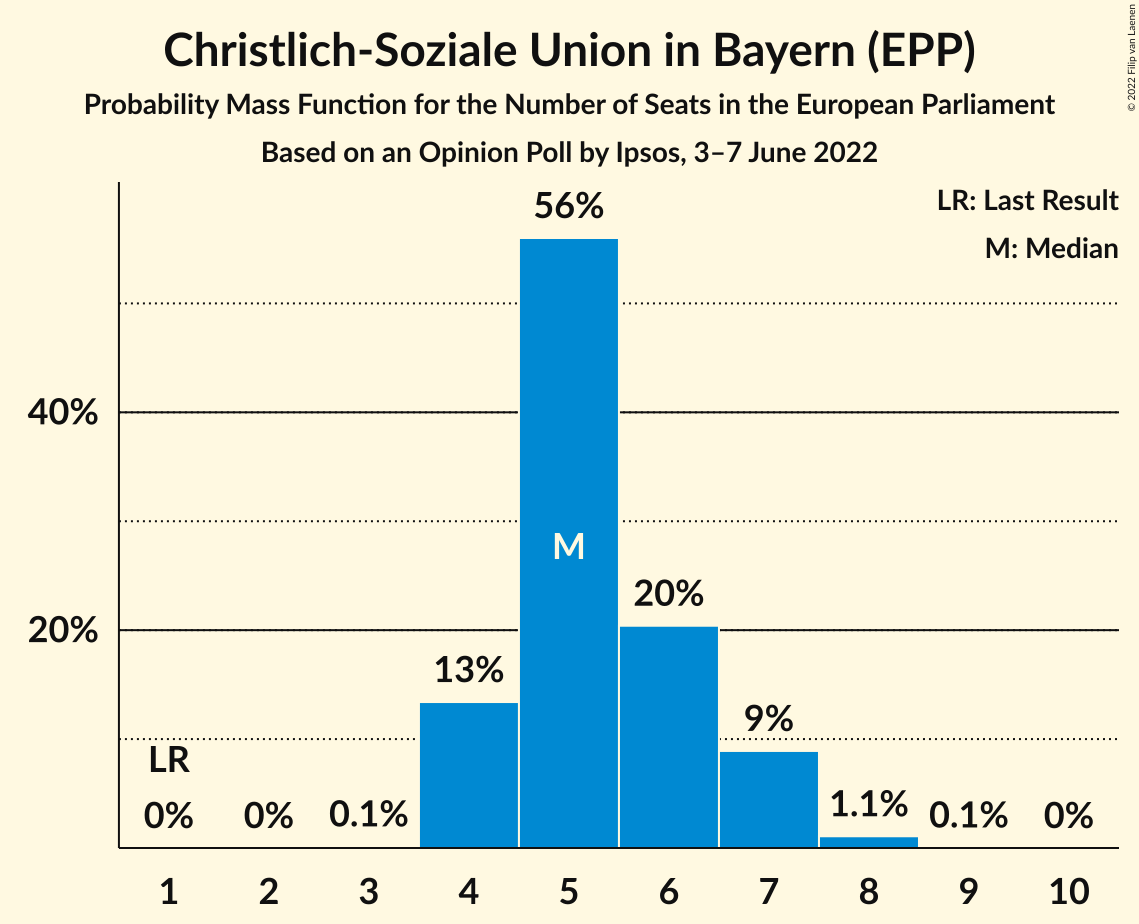 Christlich-Soziale Union in Bayern (EPP)
Probability Mass Function for the Number of Seats in the European Parliament
Based on an Opinion Poll by Ipsos, 3–7 June 2022
© 2022 Filip van Laenen
LR: Last Result
M: Median
56%
40%
M
20%
20%
13%
9%
LR
0%
0%
0.1%
1.1%
0.1%
0%
1 2 3 4 5 6 7 8 9 10